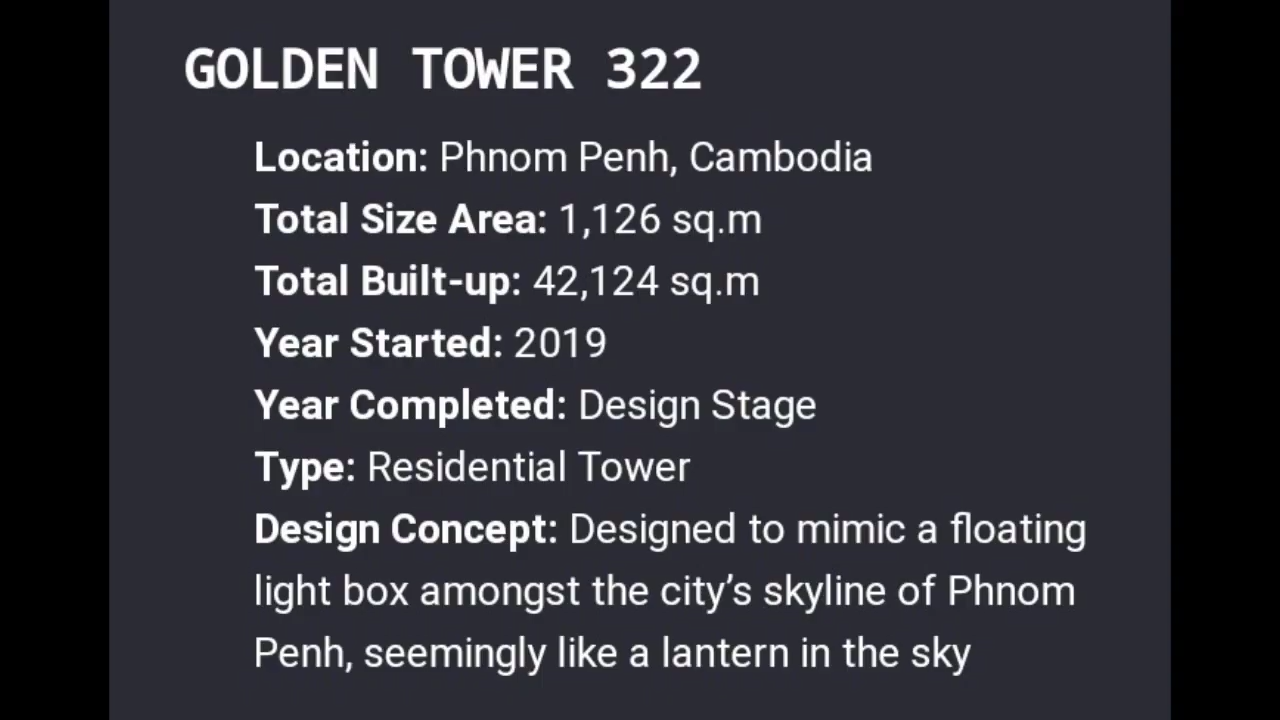 GOLDEN TOWER 322
Location: Phnom Penh, Cambodia
Total Size Area: 1,126 sq.m
Total Built-up: 42,124 sq.m
Year Started: 2019
Year Completed: Design Stage
Type: Residential Tower
Design Concept: Designed to mimic a floating
light box amongst the city’s skyline of Phnom
Penh, seemingly like a lantern in the sky